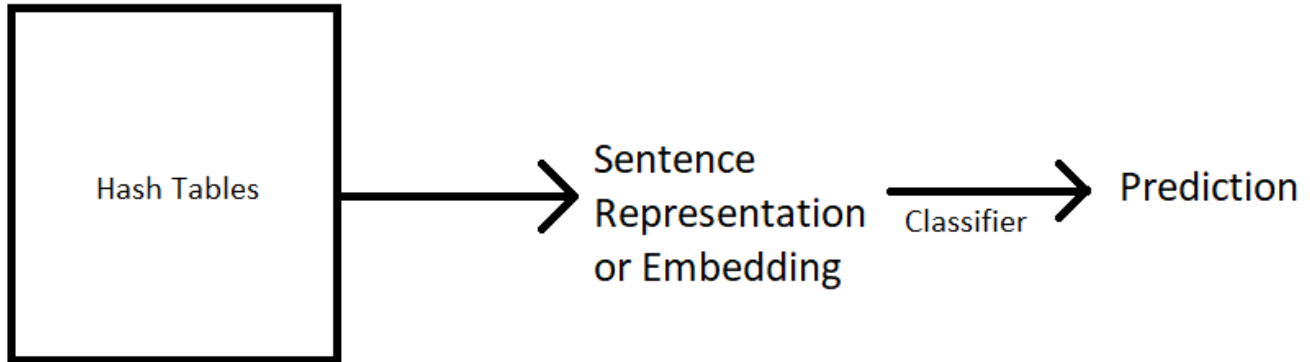 Hash Tables
Sentence
Representation
or Embedding
Classifier
Prediction